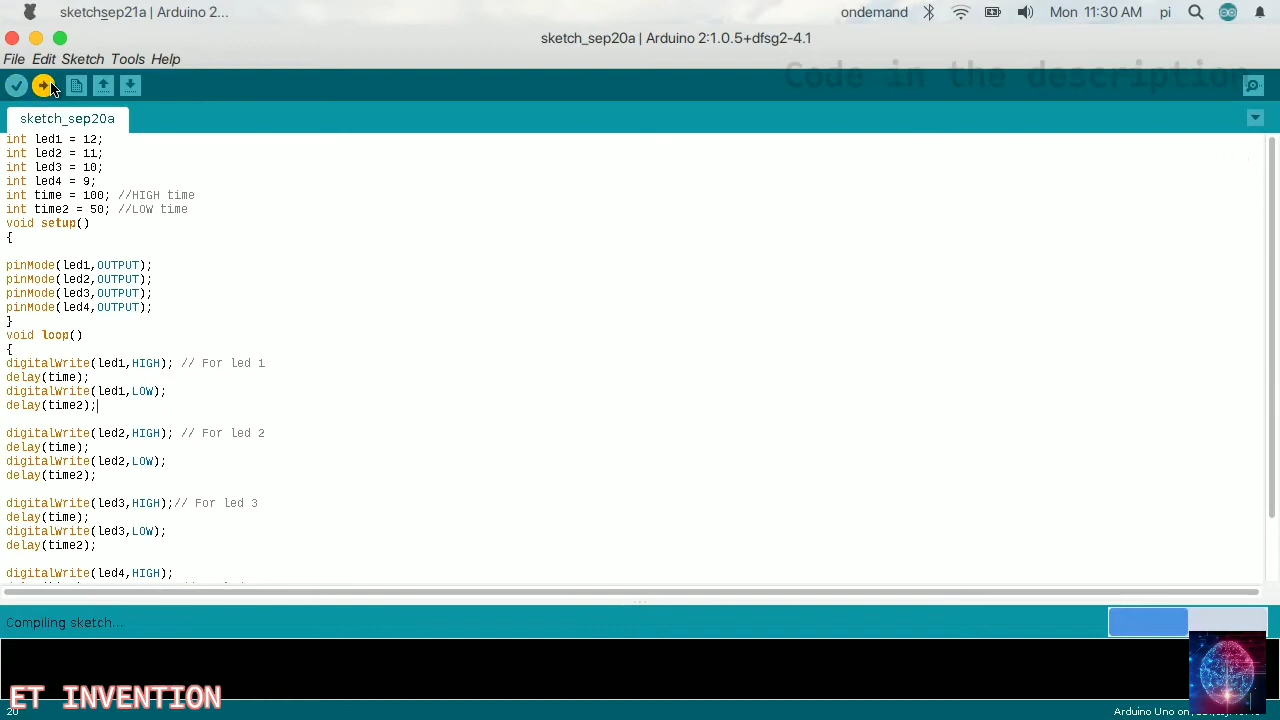 sketch_sep21a | Arduino 2...
ondemand
Mon 11:30 AM
pi
sketch_sep20a | Arduino 2:1.0.5+dfsg2-4.1
File Edit Sketch Tools Help
Code in the description
sketch_sep20a
int led1 = 12;
int led2 = 11;
int led3 = 10;
int led4 = 9;
int time = 100; //HIGH time
int time2 = 50; //LOW time
void setup()
{
pinMode(led1,OUTPUT);
pinMode(led2,OUTPUT);
pinMode(led3,OUTPUT);
pinMode(led4,OUTPUT);
}
void loop()
{
digitalWrite(led1,HIGH); // For led 1
delay(time);
digitalWrite(led1,LOW);
delay(time2);
digitalWrite(led2,HIGH); // For led 2
delay(time);
digitalWrite(led2,LOW);
delay(time2);
digitalWrite(led3,HIGH);// For led 3
delay(time);
digitalWrite(led3,LOW);
delay(time2);
digitalWrite(led4,HIGH);
Compiling sketch...
ET INVENTION
20
Arduino Uno on